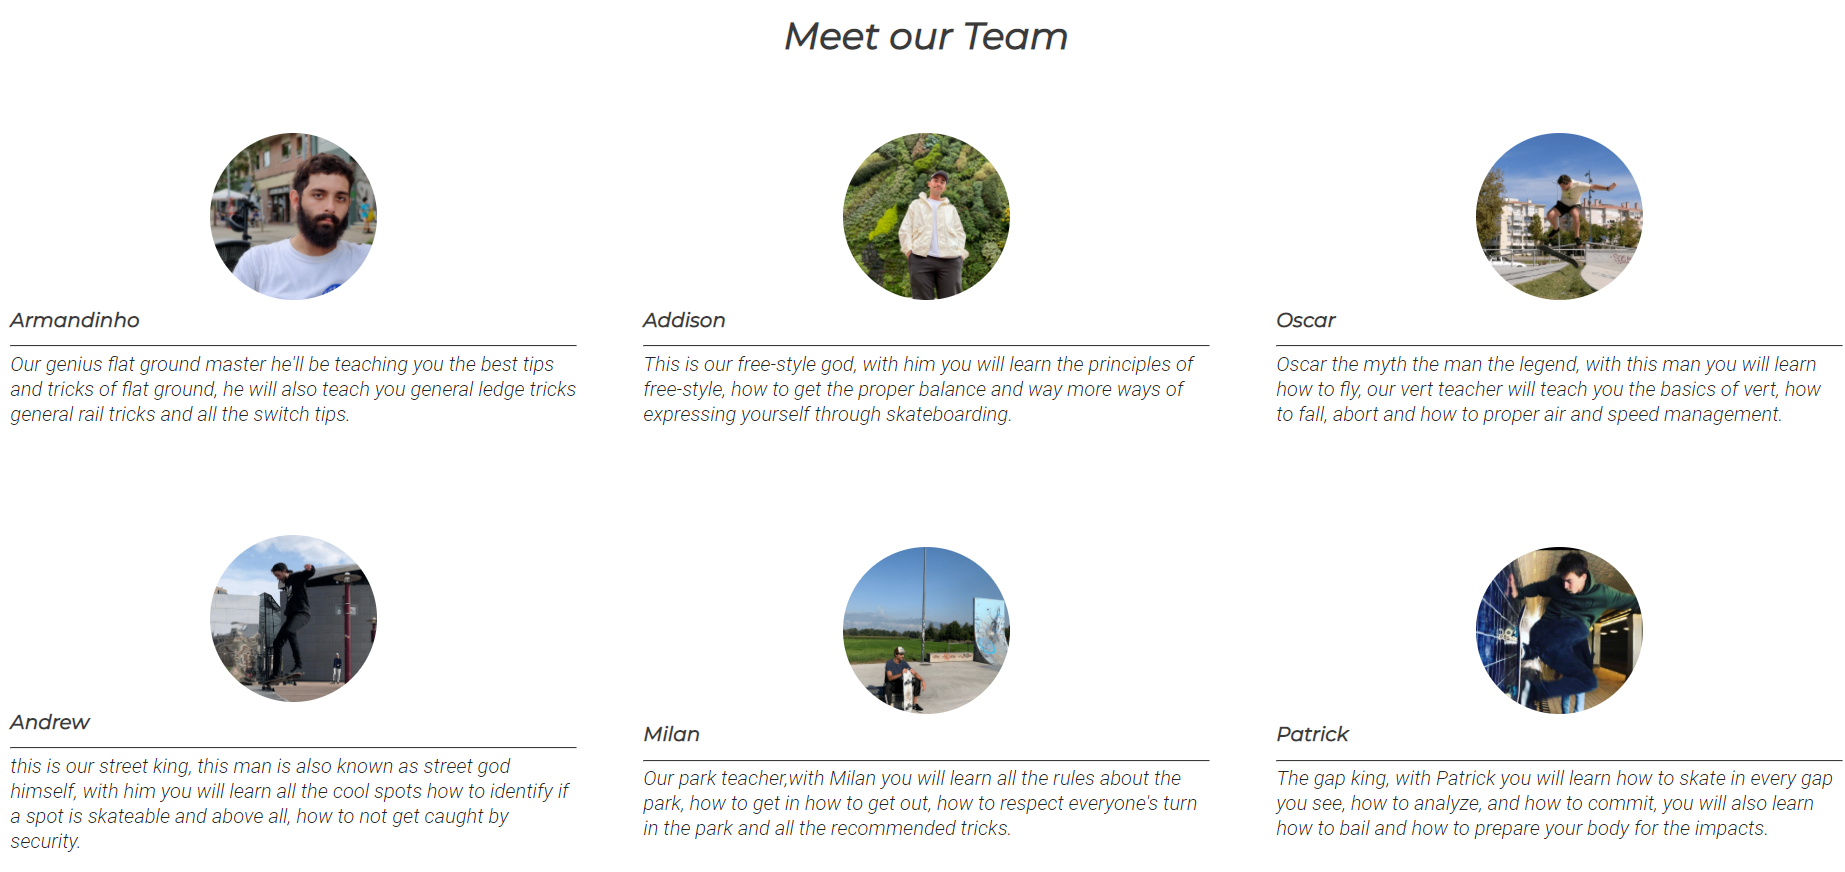 Meet our Team
Armandinho
Our genius flat ground master he'll be teaching you the best tips
and tricks of flat ground, he will also teach you general ledge tricks
general rail tricks and all the switch tips.
Addison
This is our free-style god, with him you will learn the principles of
free-style, how to get the proper balance and way more ways of
expressing yourself through skateboarding.
Oscar
Oscar the myth the man the legend, with this man you will learn
how to fly, our vert teacher will teach you the basics of vert, how
to fall, abort and how to proper air and speed management.
Andrew
this is our street king, this man is also known as street god
himself, with him you will learn all the cool spots how to identify if
a spot is skateable and above all, how to not get caught by
security.
Milan
Our park teacher,with Milan you will learn all the rules about the
park, how to get in how to get out, how to respect everyone's turn
in the park and all the recommended tricks.
Patrick
The gap king, with Patrick you will learn how to skate in every gap
you see, how to analyze, and how to commit, you will also learn
how to bail and how to prepare your body for the impacts.